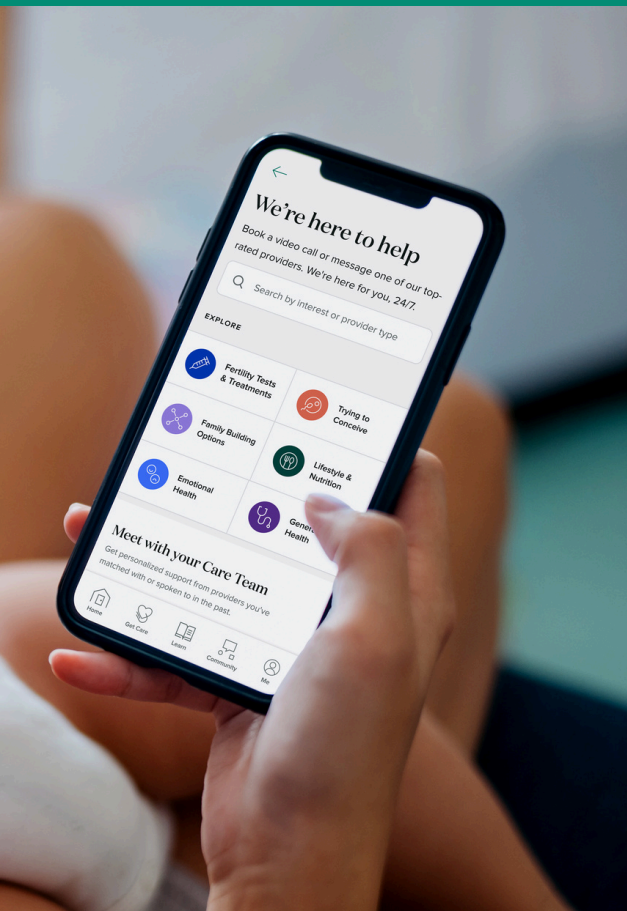 We're here to help
Book a video call or message one of our top-
rated providers. We're here for you, 24/7.
Search by interest or provider type
EXPLORE
Fertility Tests
& Treatments
Trying to
Conceive
Family Building
Options
Lifestyle &
Nutrition
Emotional
Health
Health
Meet with your Care Team
Get personalized support from providers you've
matched with or spoken to in the past.
Home
Get Care
Learn
Community
Me